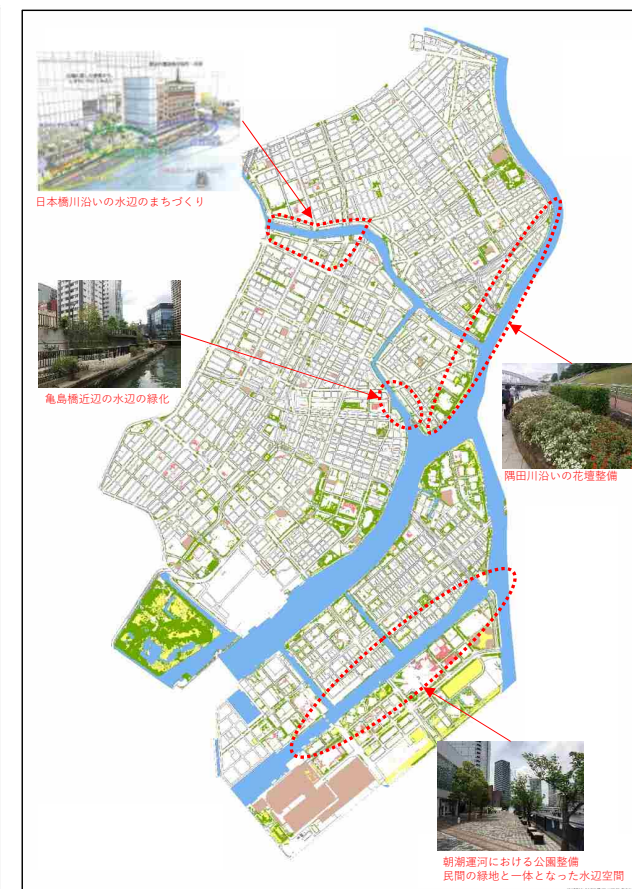 日本橋川沿いの水辺のまちづくり
亀島橋近辺の水辺の緑化
隅田川沿いの花壇整備
朝潮運河における公園整備
民間の緑地と一体となった水辺空間